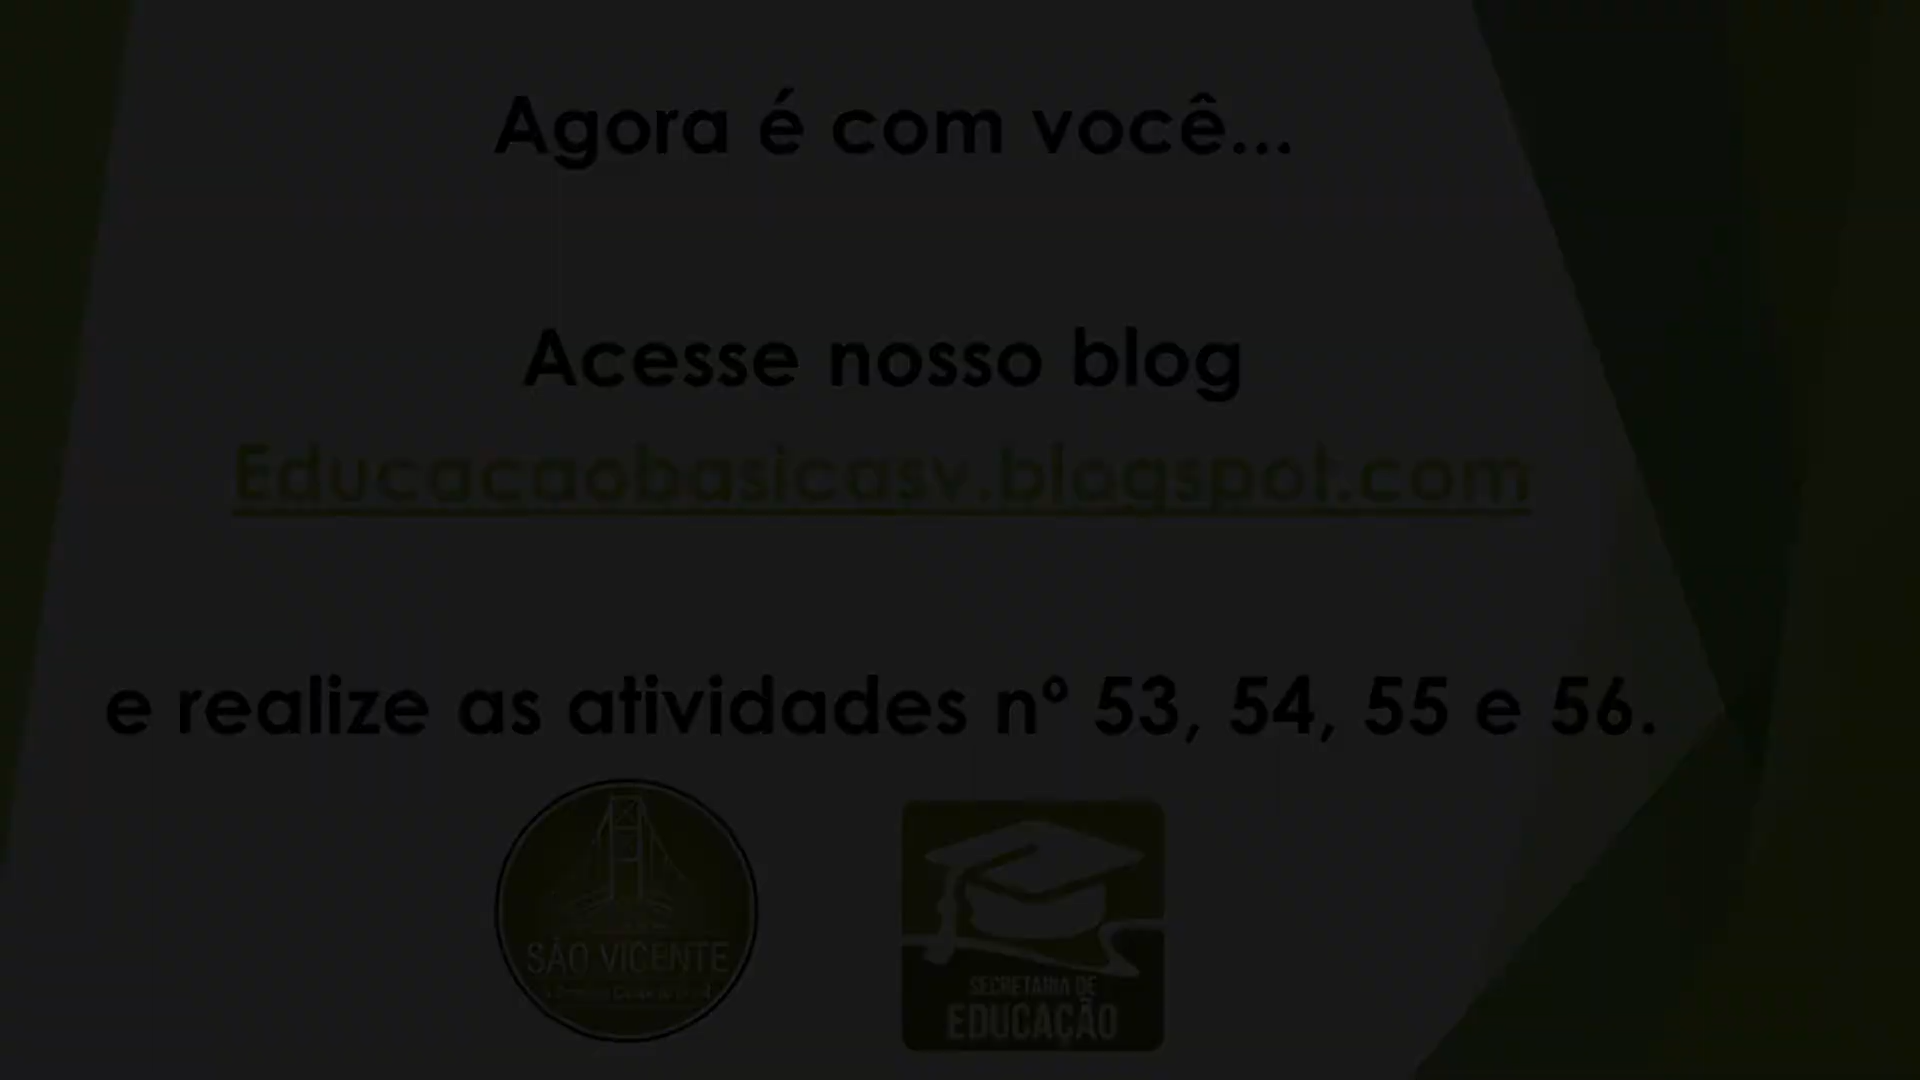 Agora é com você...
Acesse nosso blog
Educacaobasicasv.blogspot.com
e realize as atividades nº 53, 54, 55 e 56.
SÃO VICENTE
SECRETARIA DE
EDUCAÇÃO